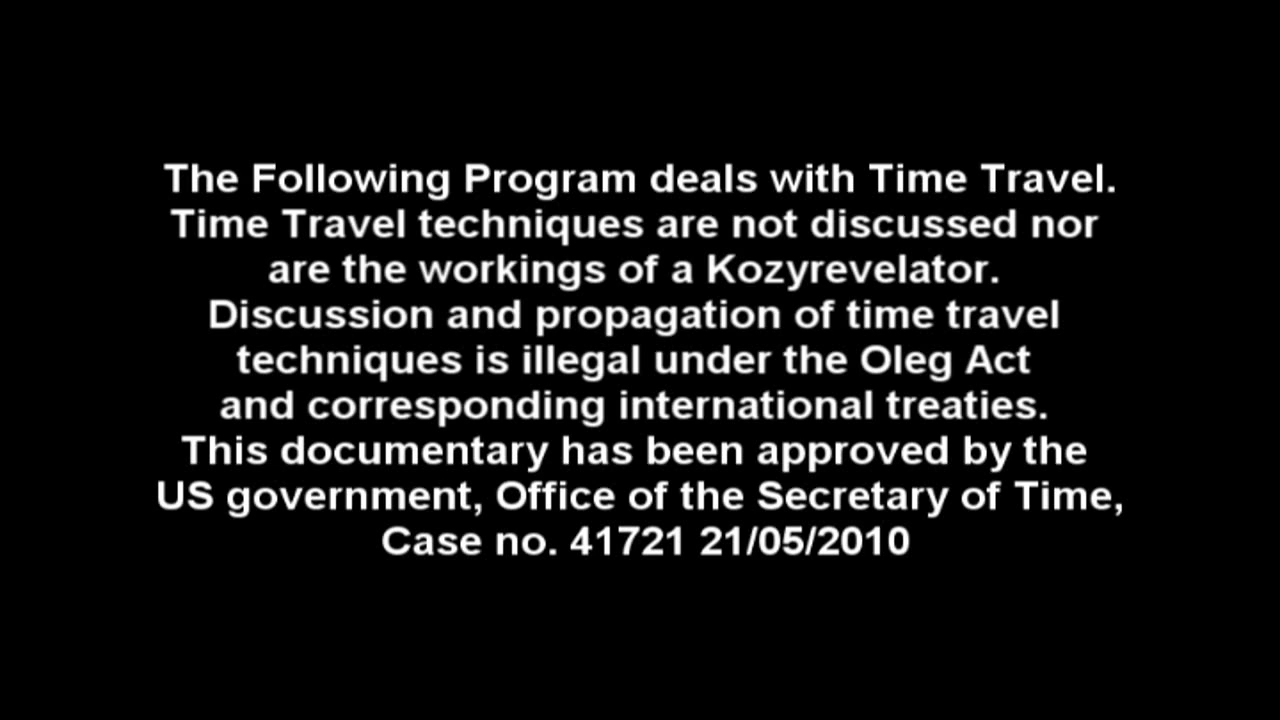 The Following Program deals with Time Travel.
Time Travel techniques are not discussed nor
are the workings of a Kozyrevelator.
Discussion and propagation of time travel
techniques is illegal under the Oleg Act
and corresponding international treaties.
This documentary has been approved by the
US government, Office of the Secretary of Time,
Case no. 41721 21/05/2010